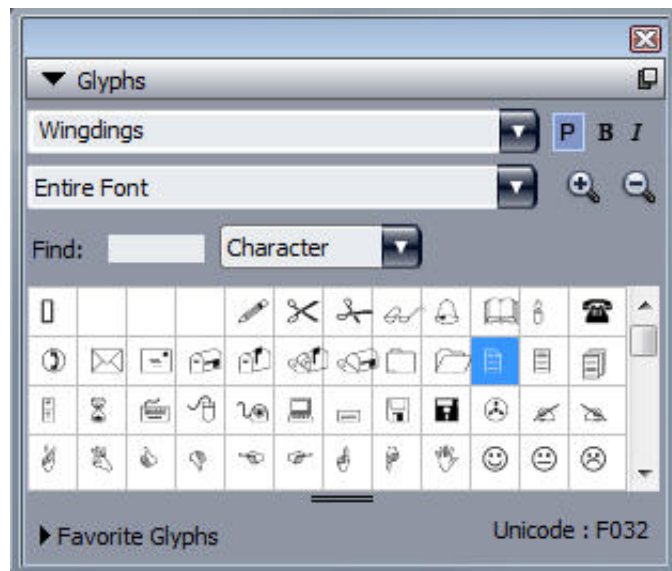 Glyphs
Wingdings P B I
Entire Font
Find: Character
Favorite Glyphs Unicode : F032